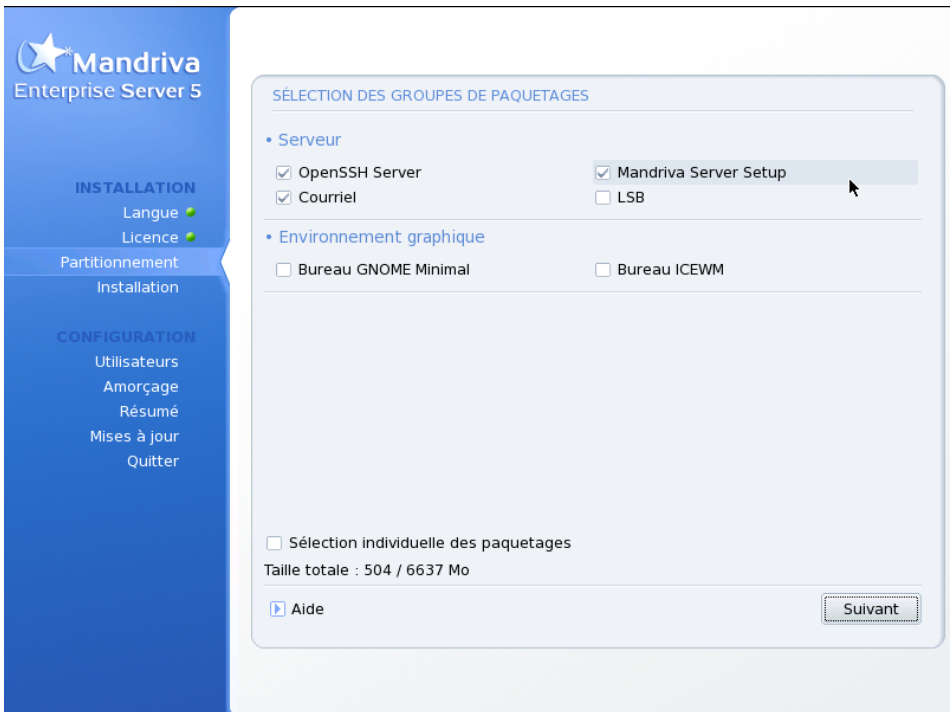 Mandriva
Enterprise Server 5
INSTALLATION
Langue
Licence
Partitionnement
Installation
CONFIGURATION
Utilisateurs
Amorçage
Résumé
Mises à jour
Quitter
SÉLECTION DES GROUPES DE PAQUETAGES
• Serveur
OpenSSH Server
Mandriva Server Setup
Courriel
LSB
• Environnement graphique
Bureau GNOME Minimal
Bureau ICEWM
Sélection individuelle des paquetages
Taille totale : 504 / 6637 Mo
Aide
Suivant